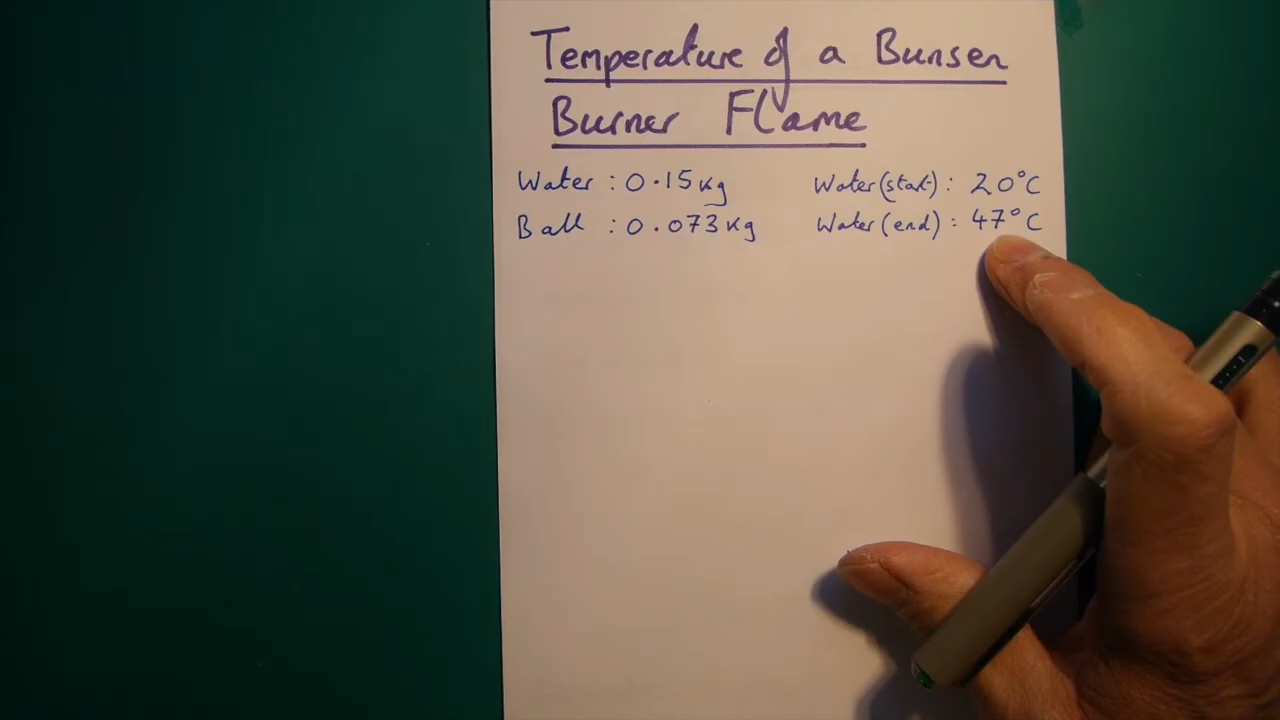 Temperature of a Bunsen
Burner Flame
Water : 0.15kg Water(start) : 20°C
Ball : 0.073kg Water(end) : 47°C